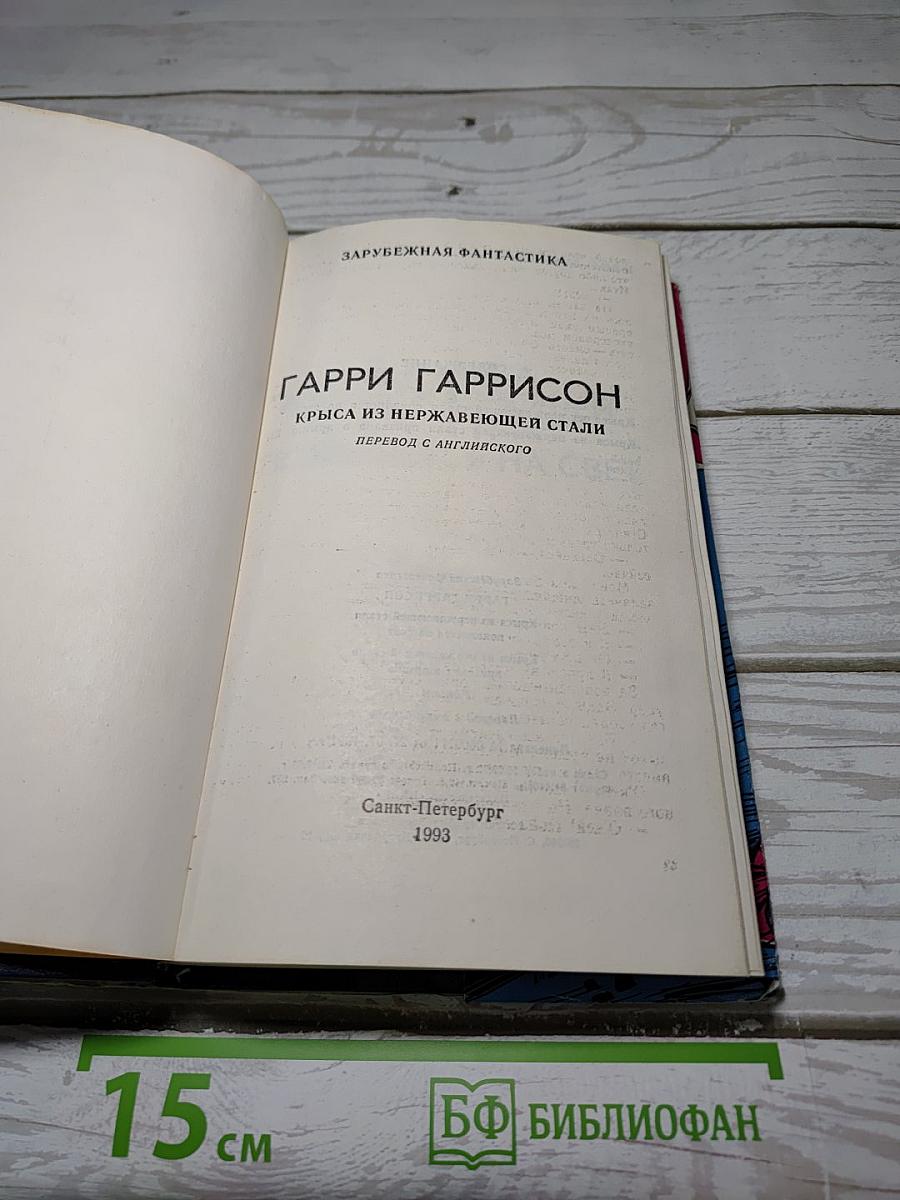 ЗАРУБЕЖНАЯ ФАНТАСТИКА
ГАРРИ ГАРРИСОН
КРЫСА ИЗ НЕРЖАВЕЮЩЕЙ СТАЛИ
ПЕРЕВОД С АНГЛИЙСКОГО
Санкт-Петербург
1993
15 см
БФ БИБЛИОФАН